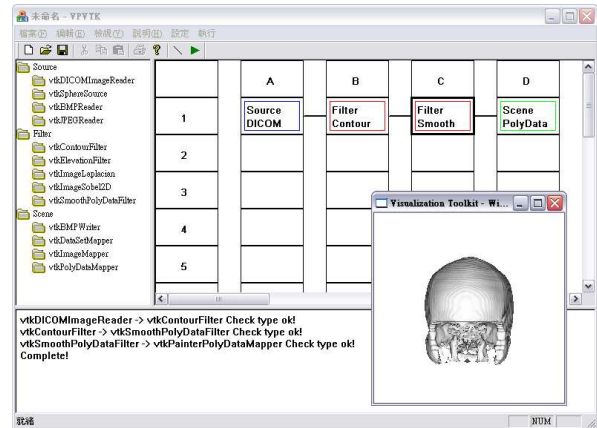 未命名 - VPVTK
檔案(F) 編輯(E) 檢視(V) 說明(H) 設定 執行
Source
vtkDICOMImageReader
vtkSphereSource
vtkBMPReader
vtkJPEGReader
Filter
vtkContourFilter
vtkElevationFilter
vtkImageLaplacian
vtkImageSobel2D
vtkSmoothPolyDataFilter
Scene
vtkBMPWriter
vtkDataSetMapper
vtkImageMapper
vtkPolyDataMapper
A B C D
1
Source DICOM
Filter Contour
Filter Smooth
Scene PolyData
2
3
4
5
Visualization Toolkit - Wi...
vtkDICOMImageReader -> vtkContourFilter Check type ok!
vtkContourFilter -> vtkSmoothPolyDataFilter Check type ok!
vtkSmoothPolyDataFilter -> vtkPainterPolyDataMapper Check type ok!
Complete!
就緒
NUM